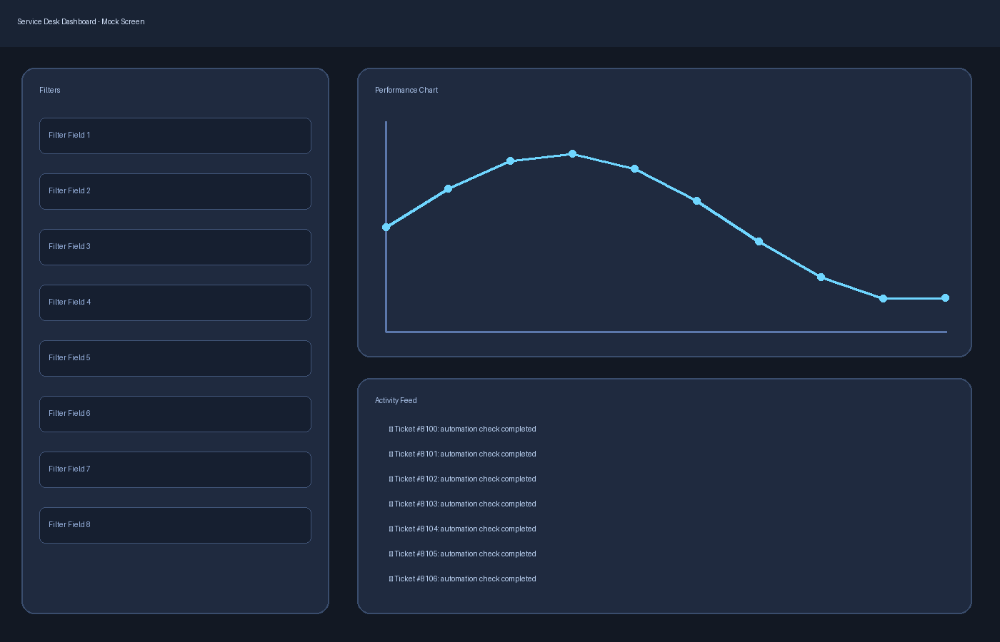 Service Desk Dashboard - Mock Screen
Filters
Filter Field 1
Filter Field 2
Filter Field 3
Filter Field 4
Filter Field 5
Filter Field 6
Filter Field 7
Filter Field 8
Performance Chart
Activity Feed
Ticket #8100: automation check completed
Ticket #8101: automation check completed
Ticket #8102: automation check completed
Ticket #8103: automation check completed
Ticket #8104: automation check completed
Ticket #8105: automation check completed
Ticket #8106: automation check completed